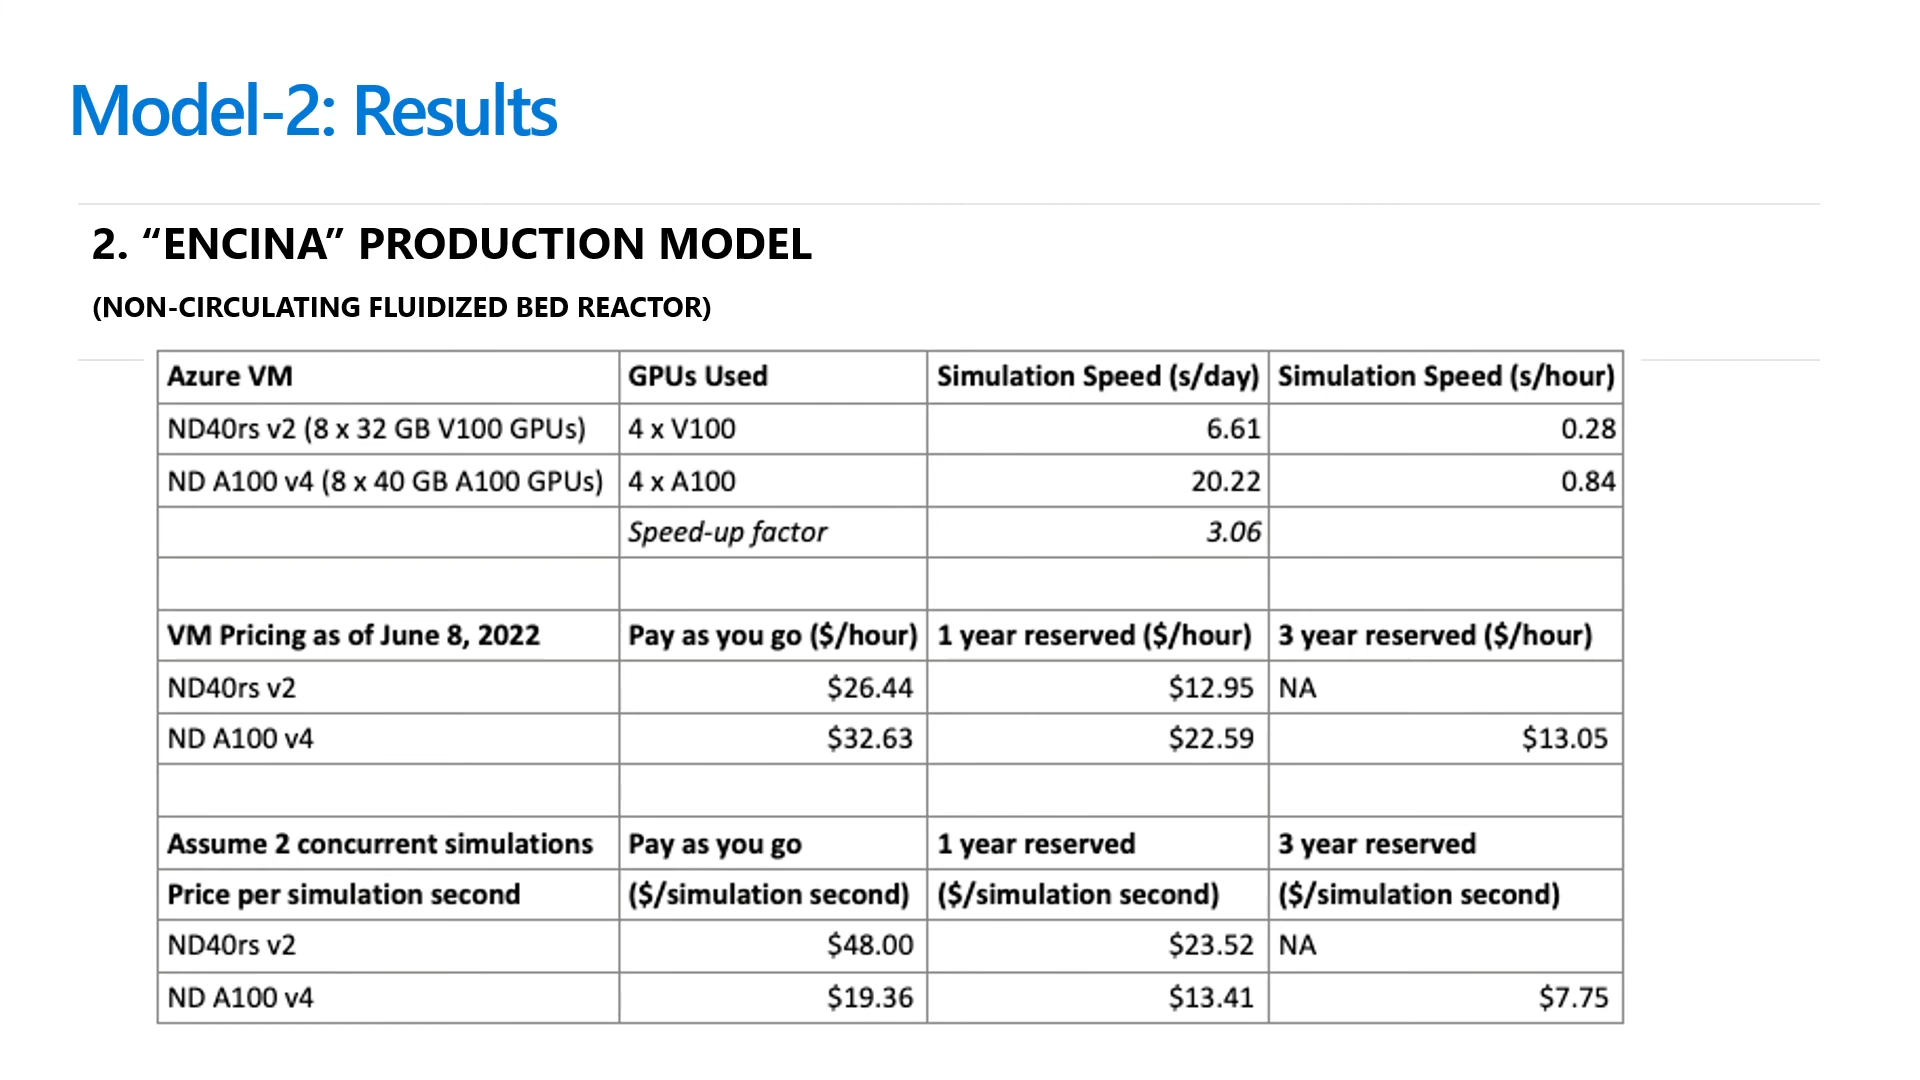 Model-2: Results
2. “ENCINA” PRODUCTION MODEL
(NON-CIRCULATING FLUIDIZED BED REACTOR)
Azure VM GPUs Used Simulation Speed (s/day) Simulation Speed (s/hour)
ND40rs v2 (8 x 32 GB V100 GPUs) 4 x V100 6.61 0.28
ND A100 v4 (8 x 40 GB A100 GPUs) 4 x A100 20.22 0.84
Speed-up factor 3.06
VM Pricing as of June 8, 2022 Pay as you go ($/hour) 1 year reserved ($/hour) 3 year reserved ($/hour)
ND40rs v2 $26.44 $12.95 NA
ND A100 v4 $32.63 $22.59 $13.05
Assume 2 concurrent simulations Pay as you go 1 year reserved 3 year reserved
Price per simulation second ($/simulation second) ($/simulation second) ($/simulation second)
ND40rs v2 $48.00 $23.52 NA
ND A100 v4 $19.36 $13.41 $7.75